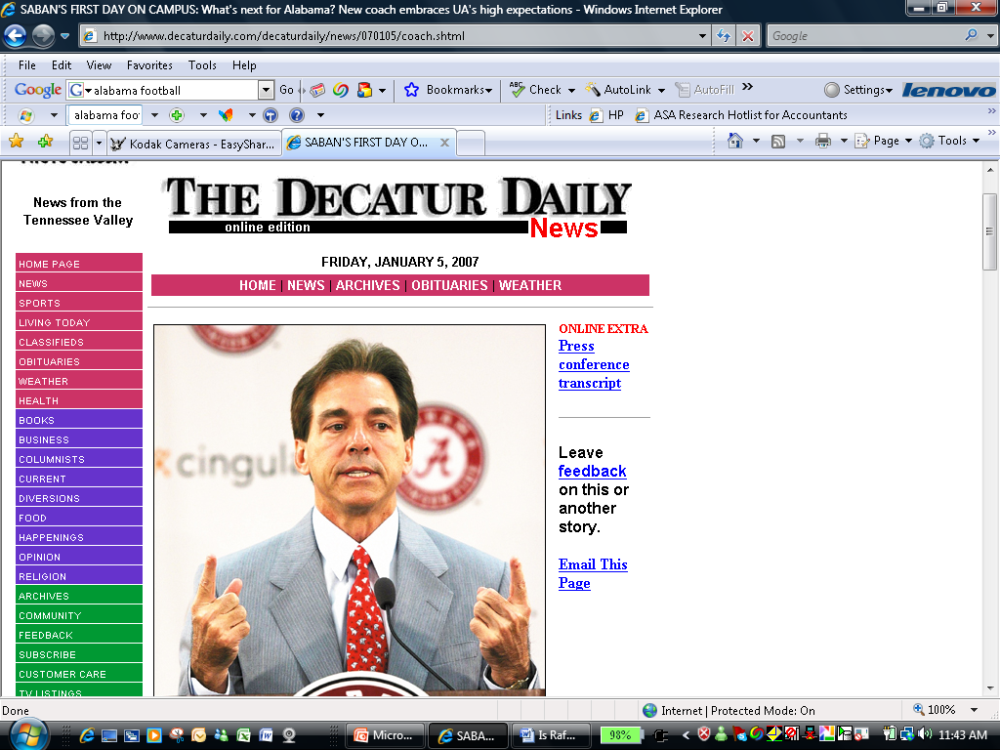 SABAN'S FIRST DAY ON CAMPUS: What's next for Alabama? New coach embraces UA's high expectations - Windows Internet Explorer
http://www.decaturdaily.com/decaturdaily/news/070105/coach.shtml
Google
File Edit View Favorites Tools Help
Google G alabama football Go Bookmarks Check AutoLink AutoFill Settings lenovo
alabama foo Links HP ASA Research Hotlist for Accountants
Kodak Cameras - EasyShar... SABAN'S FIRST DAY O... Page Tools
News from the
Tennessee Valley
THE DECATUR DAILY
online edition News
FRIDAY, JANUARY 5, 2007
HOME | NEWS | ARCHIVES | OBITUARIES | WEATHER
HOME PAGE
NEWS
SPORTS
LIVING TODAY
CLASSIFIEDS
OBITUARIES
WEATHER
HEALTH
BOOKS
BUSINESS
COLUMNISTS
CURRENT
DIVERSIONS
FOOD
HAPPENINGS
OPINION
RELIGION
ARCHIVES
COMMUNITY
FEEDBACK
SUBSCRIBE
CUSTOMER CARE
TV LISTINGS
cingula
A
ONLINE EXTRA
Press
conference
transcript
Leave
feedback
on this or
another
story.
Email This
Page
Done Internet | Protected Mode: On 100%
Micro... SABA... Is Raf... 98% 11:43 AM